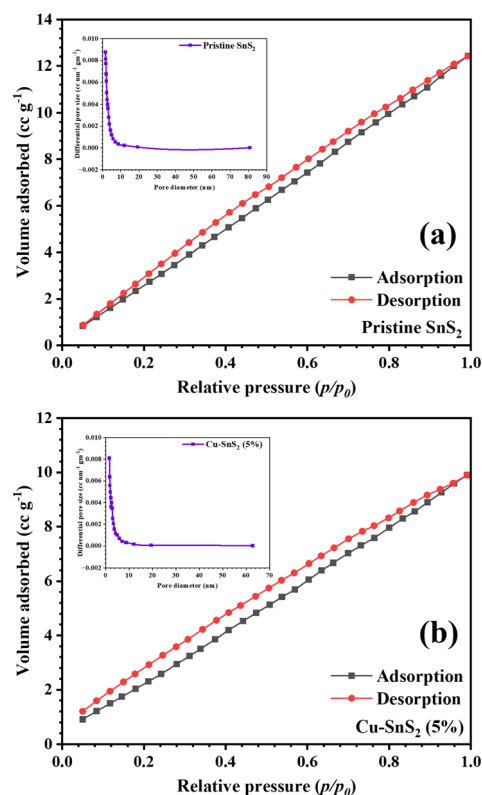 Volume adsorbed (cc g⁻¹)
14
12
10
8
6
4
2
0
0.0 0.2 0.4 0.6 0.8 1.0
Relative pressure (p/p₀)
Differential pore size (cc nm⁻¹ gm⁻¹)
0.010
0.008
0.006
0.004
0.002
0.000
−0.002
0 10 20 30 40 50 60 70 80 90
Pore diameter (nm)
Pristine SnS₂
(a)
Adsorption
Desorption
Pristine SnS₂
Volume adsorbed (cc g⁻¹)
12
10
8
6
4
2
0
0.0 0.2 0.4 0.6 0.8 1.0
Relative pressure (p/p₀)
Differential pore size (cc nm⁻¹ gm⁻¹)
0.010
0.008
0.006
0.004
0.002
0.000
−0.002
0 10 20 30 40 50 60 70
Pore diameter (nm)
Cu-SnS₂ (5%)
(b)
Adsorption
Desorption
Cu-SnS₂ (5%)